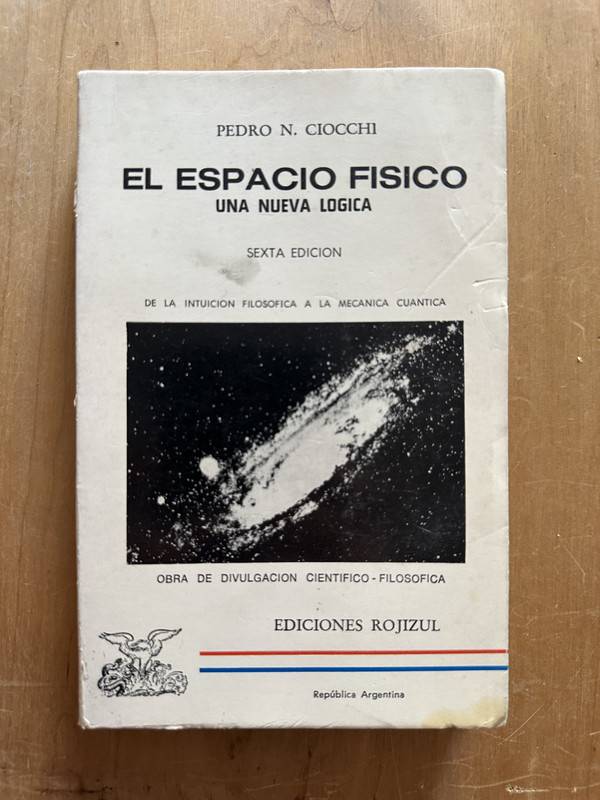 PEDRO N. CIOCCHI
EL ESPACIO FISICO
UNA NUEVA LOGICA
SEXTA EDICION
DE LA INTUICION FILOSOFICA A LA MECANICA CUANTICA
OBRA DE DIVULGACION CIENTIFICO - FILOSOFICA
EDICIONES ROJIZUL
República Argentina